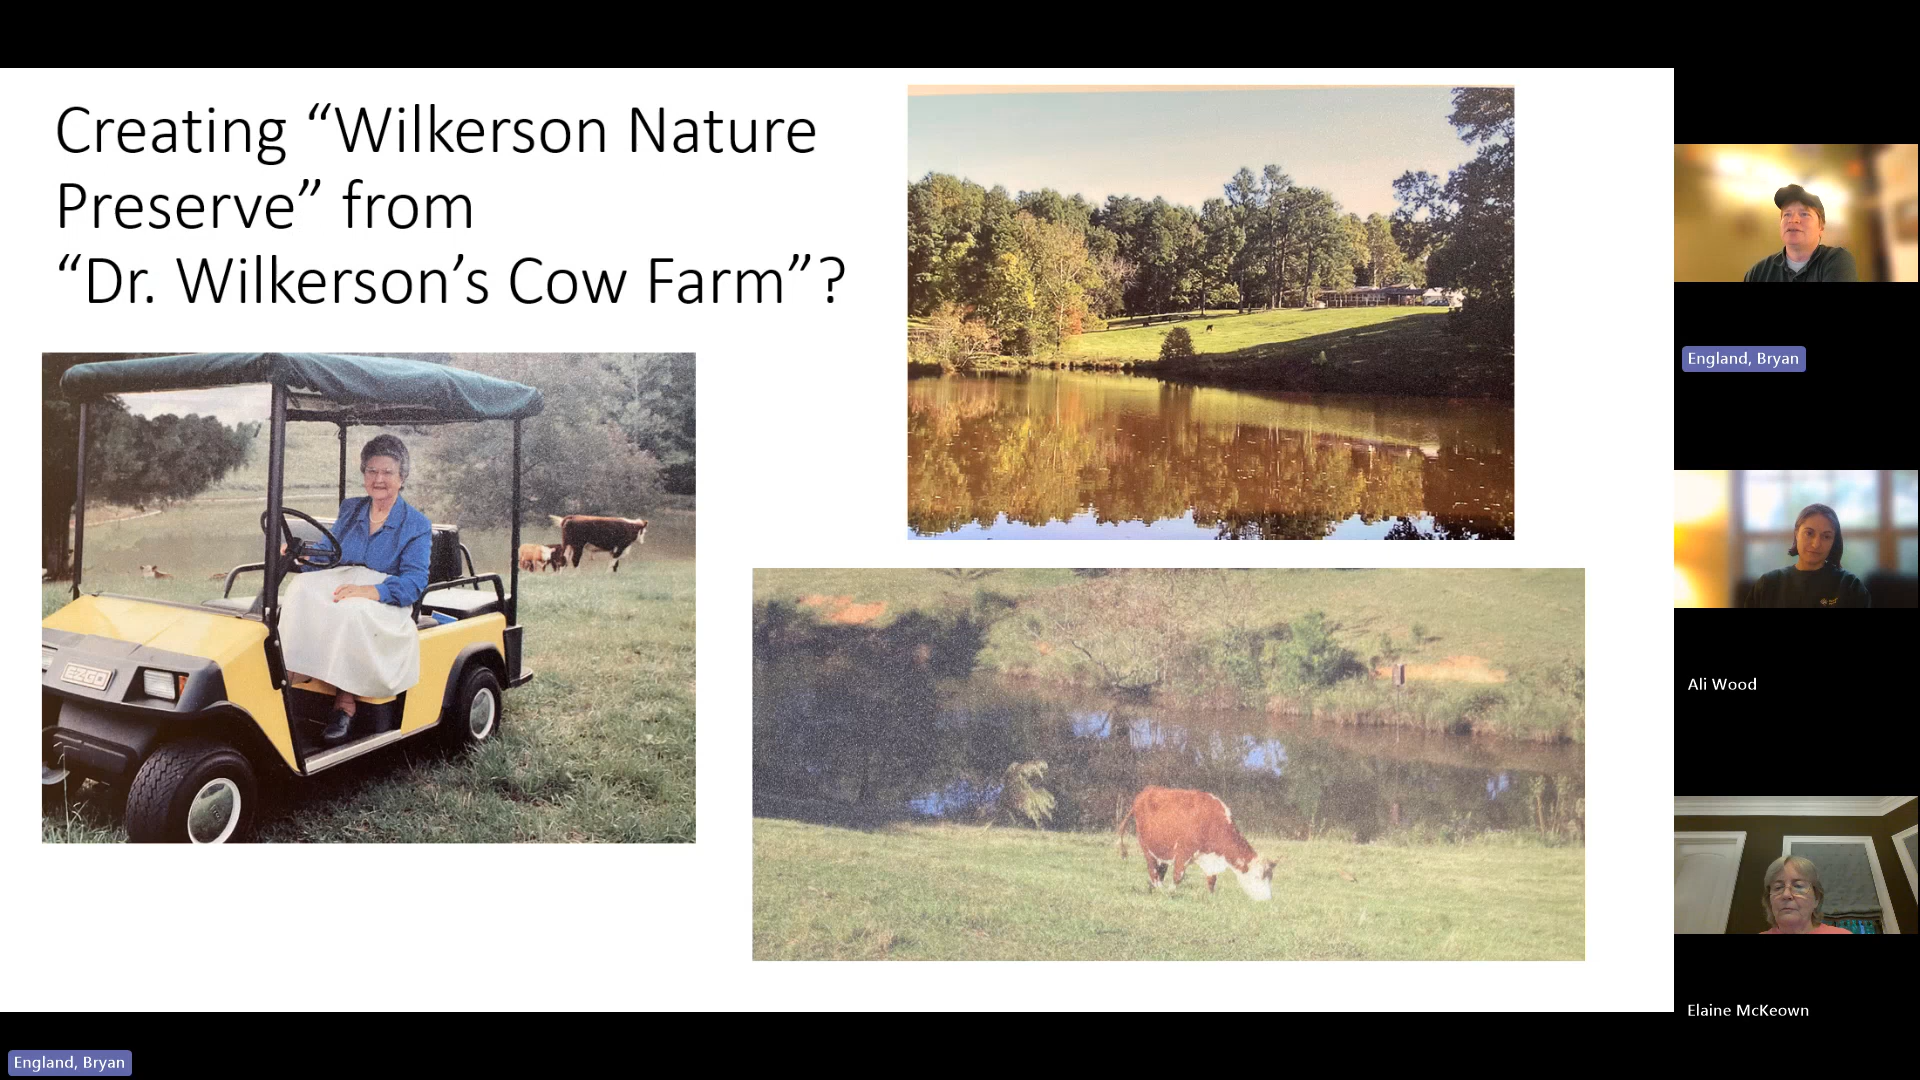 Creating “Wilkerson Nature
Preserve” from
“Dr. Wilkerson’s Cow Farm”?
EZGO
England, Bryan
Ali Wood
Elaine McKeown
England, Bryan